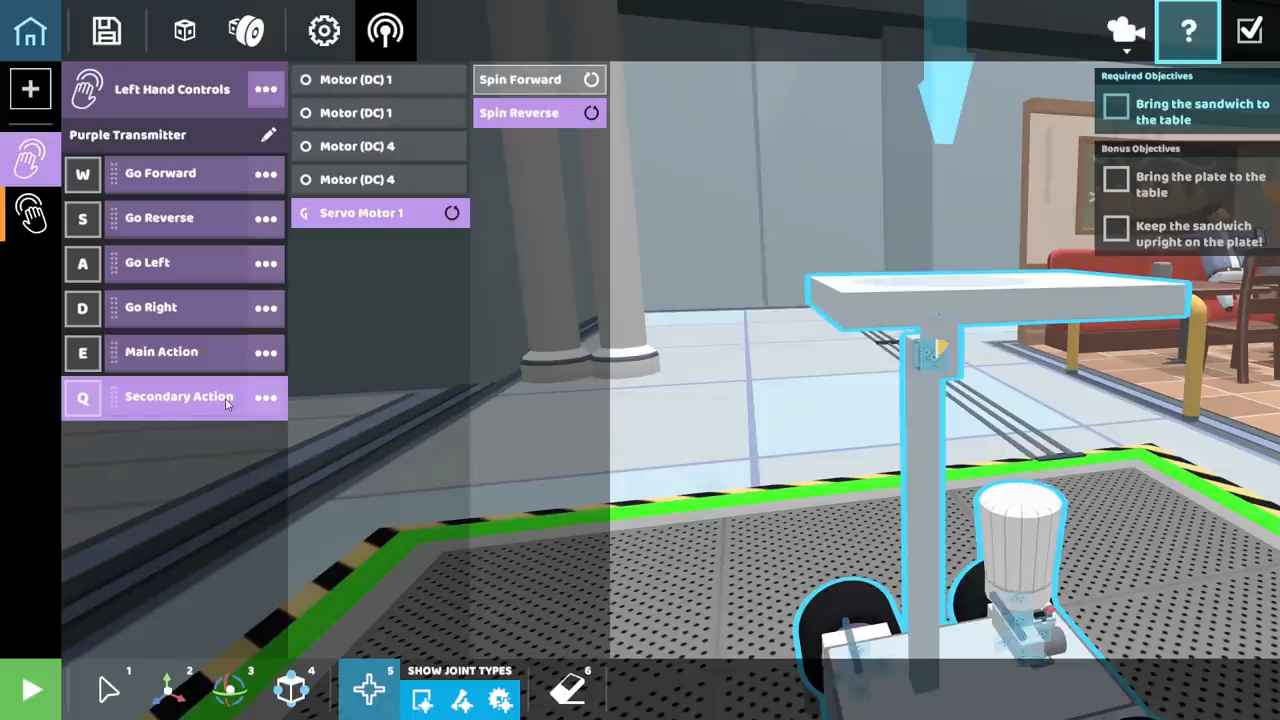 ?
Left Hand Controls
Purple Transmitter
W Go Forward
S Go Reverse
A Go Left
D Go Right
E Main Action
Q Secondary Action
Motor (DC) 1
Motor (DC) 1
Motor (DC) 4
Motor (DC) 4
Servo Motor 1
Spin Forward
Spin Reverse
Required Objectives
Bring the sandwich to
the table
Bonus Objectives
Bring the plate to the
table
Keep the sandwich
upright on the plate!
1
2
3
4
5
SHOW JOINT TYPES
6